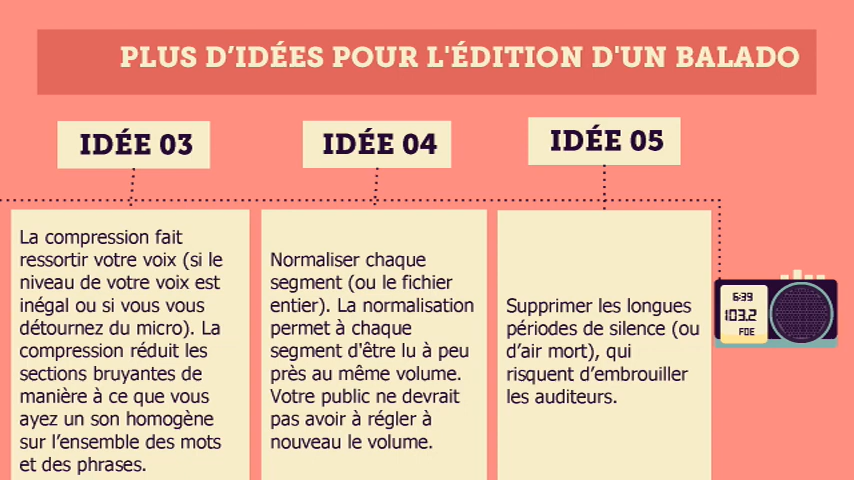 PLUS D’IDÉES POUR L'ÉDITION D'UN BALADO
IDÉE 03
La compression fait
ressortir votre voix (si le
niveau de votre voix est
inégal ou si vous vous
détournez du micro). La
compression réduit les
sections bruyantes de
manière à ce que vous
ayez un son homogène
sur l’ensemble des mots
et des phrases.
IDÉE 04
Normaliser chaque
segment (ou le fichier
entier). La normalisation
permet à chaque
segment d'être lu à peu
près au même volume.
Votre public ne devrait
pas avoir à régler à
nouveau le volume.
IDÉE 05
Supprimer les longues
périodes de silence (ou
d’air mort), qui
risquent d’embrouiller
les auditeurs.
6:39
103.2